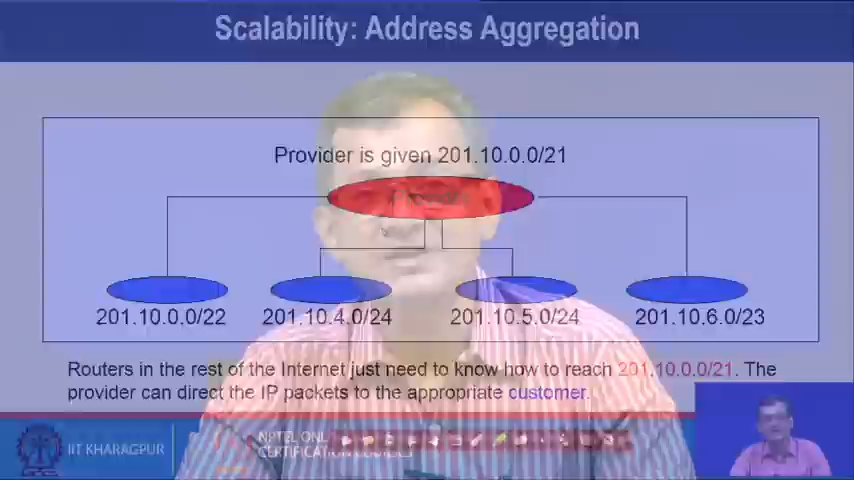 Scalability: Address Aggregation
Provider is given 201.10.0.0/21
201.10.0.0/22 201.10.4.0/24 201.10.5.0/24 201.10.6.0/23
Routers in the rest of the Internet just need to know how to reach 201.10.0.0/21. The
provider can direct the IP packets to the appropriate customer.
IIT KHARAGPUR
NPTEL ONL
CERTIFICATION